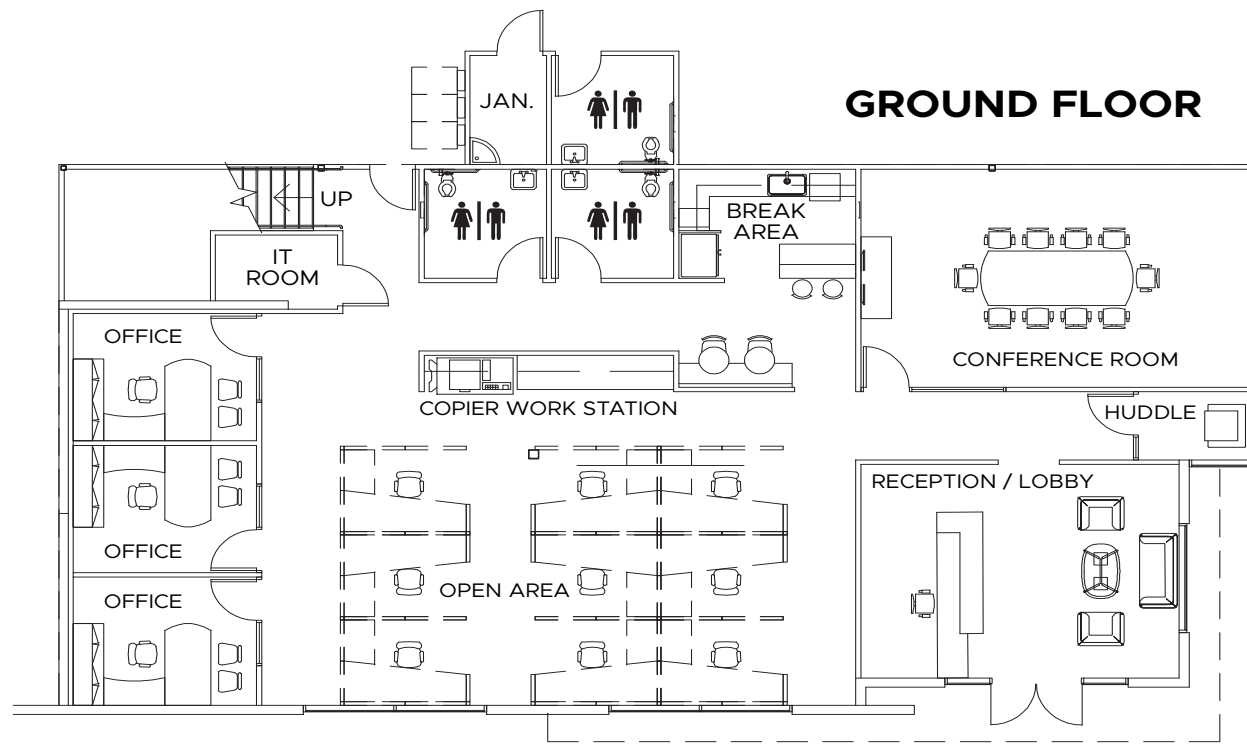 GROUND FLOOR
JAN.
UP
BREAK
AREA
IT
ROOM
OFFICE
CONFERENCE ROOM
COPIER WORK STATION
HUDDLE
RECEPTION / LOBBY
OFFICE
OPEN AREA
OFFICE